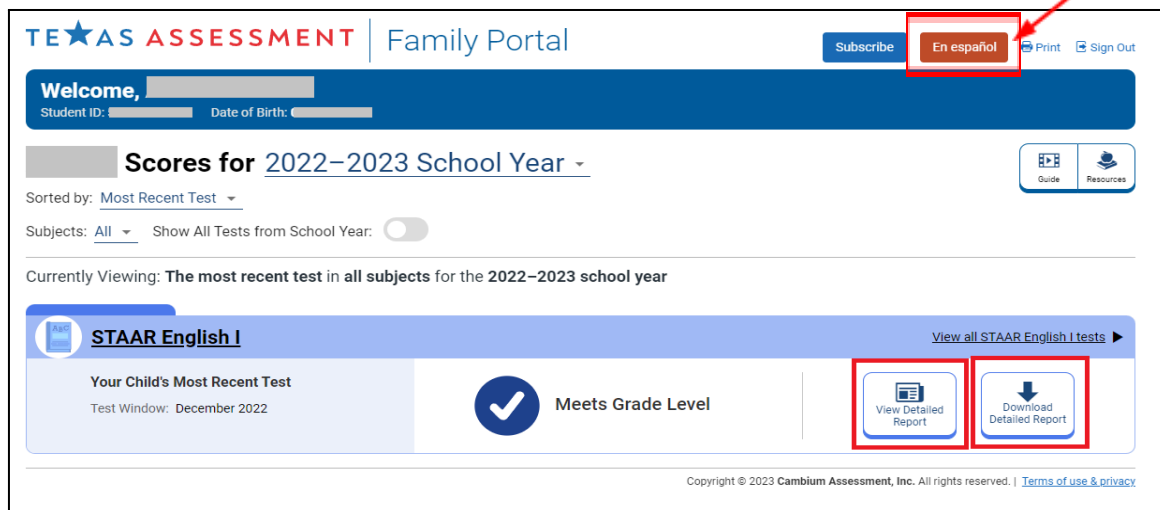 TEXAS ASSESSMENT Family Portal
Subscribe En español Print Sign Out
Welcome,
Student ID: Date of Birth:
Scores for 2022–2023 School Year
Guide Resources
Sorted by: Most Recent Test
Subjects: All Show All Tests from School Year:
Currently Viewing: The most recent test in all subjects for the 2022–2023 school year
ABC
STAAR English I View all STAAR English I tests
Your Child's Most Recent Test
Test Window: December 2022
Meets Grade Level
View Detailed
Report
Download
Detailed Report
Copyright © 2023 Cambium Assessment, Inc. All rights reserved. | Terms of use & privacy